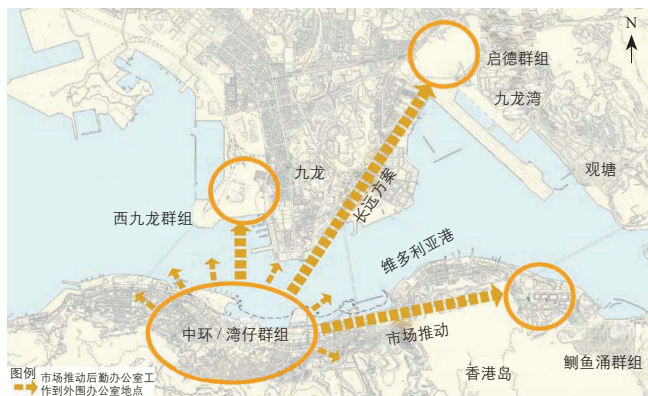 N
启德群组
九龙湾
九龙
长远方案
观塘
西九龙群组
维多利亚港
中环 / 湾仔群组
市场推动
鲗鱼涌群组
香港岛
图例
市场推动后勤办公室工
作到外围办公室地点